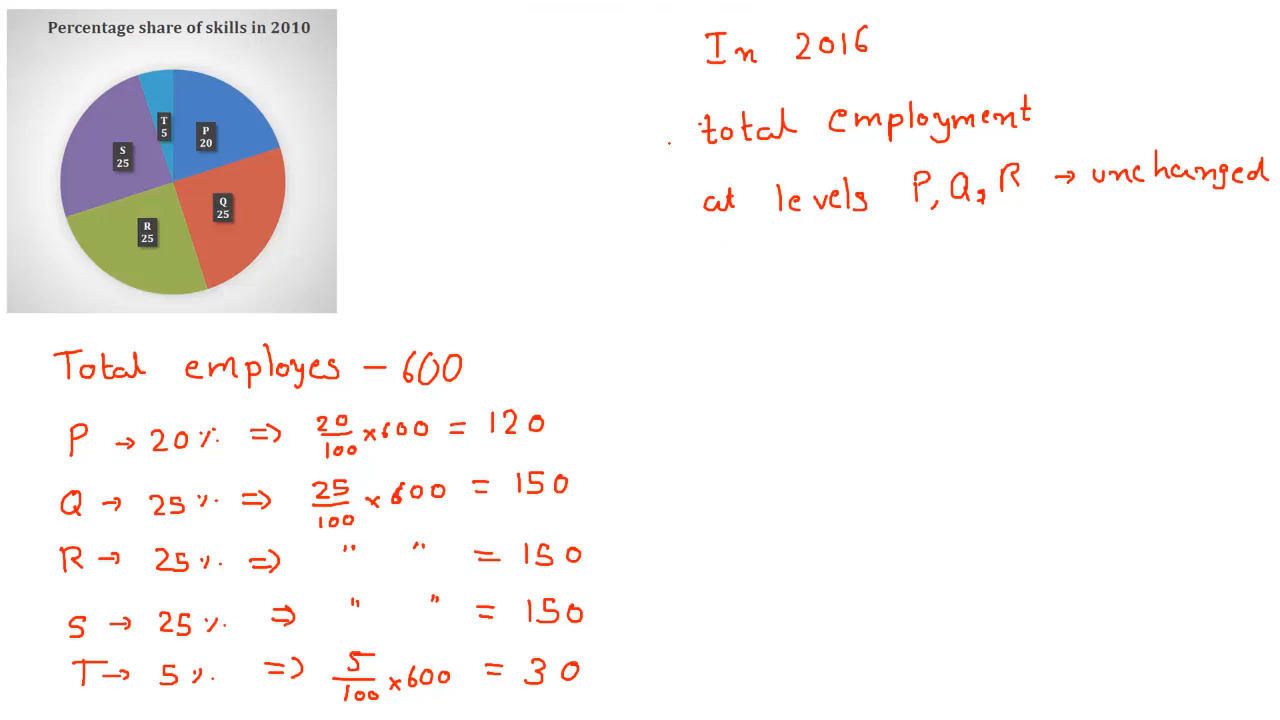 Percentage share of skills in 2010
T
5
P
20
S
25
Q
25
R
25
Total employes - 600
P → 20% ⇒ 20/100 × 600 = 120
Q → 25% ⇒ 25/100 × 600 = 150
R → 25% ⇒ " " = 150
S → 25% ⇒ " " = 150
T → 5% ⇒ 5/100 × 600 = 30
In 2016
total employment
at levels P, Q, R → unchanged